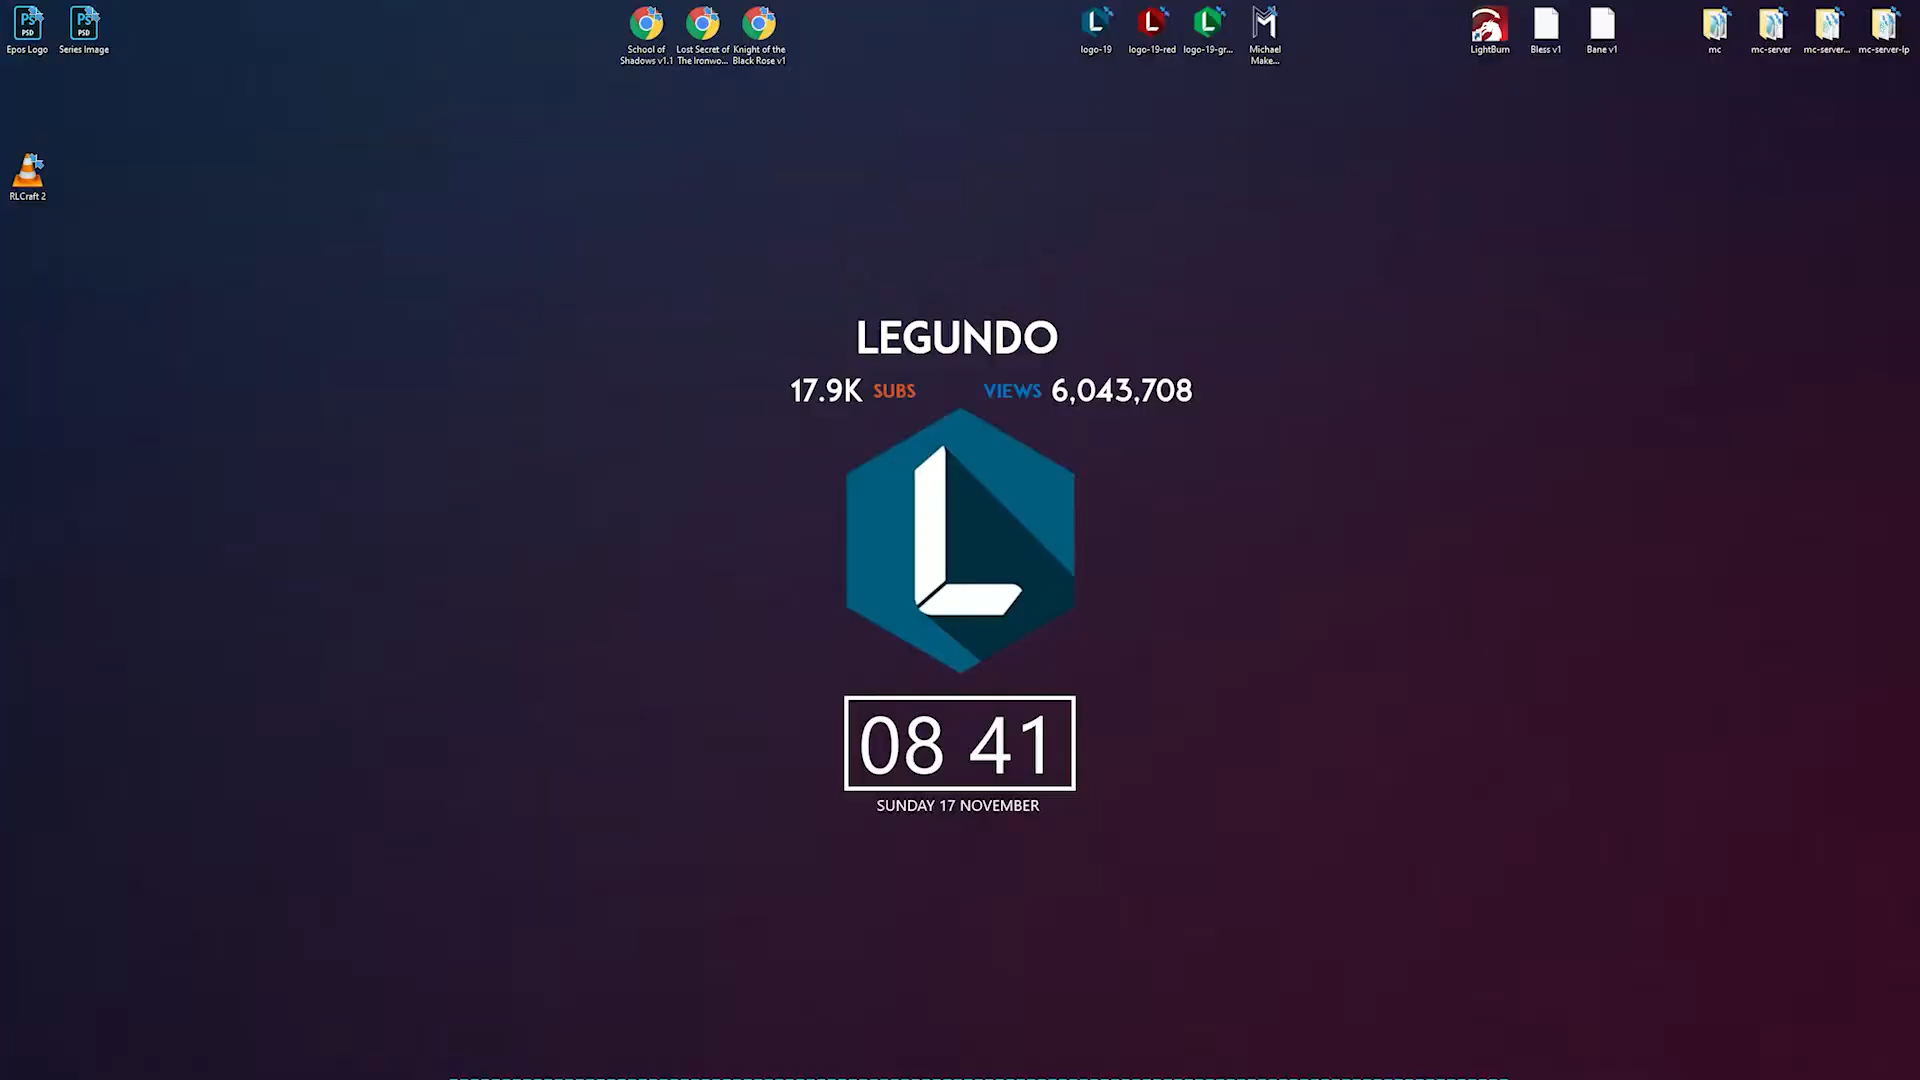 Epos Logo
Series Image
School of
Shadows v1.1
Lost Secret of
The Ironwo...
Knight of the
Black Rose v1
logo-19
logo-19-red
logo-19-gr...
Michael
Make...
LightBurn
Bless v1
Bane v1
mc
mc-server
mc-server...
mc-server-lp
RLCraft 2
LEGUNDO
17.9K SUBS VIEWS 6,043,708
L
08 41
SUNDAY 17 NOVEMBER